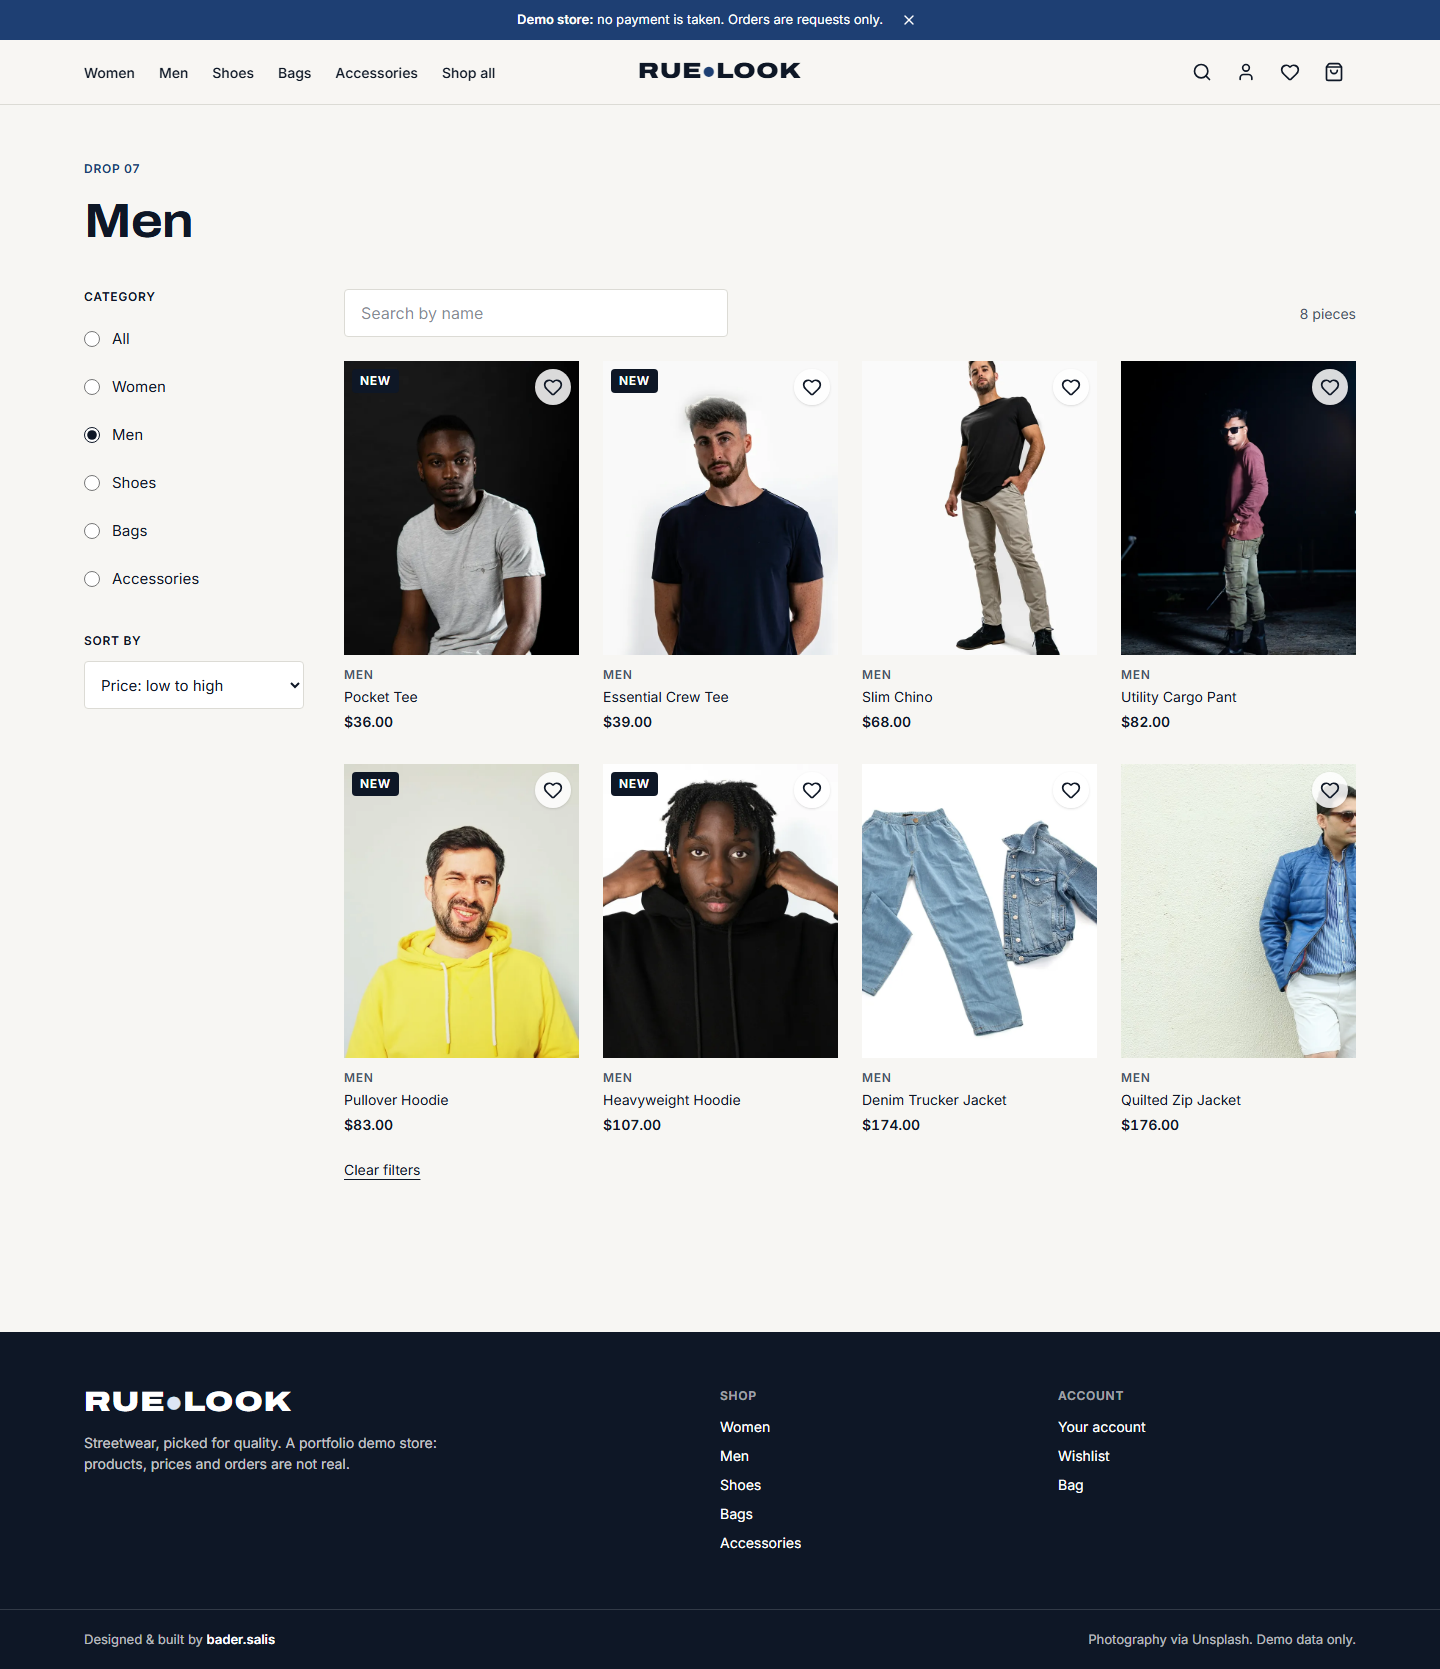 Demo store: no payment is taken. Orders are requests only.
Women Men Shoes Bags Accessories Shop all
RUE●LOOK
DROP 07
Men
CATEGORY
All
Women
Men
Shoes
Bags
Accessories
SORT BY
Price: low to high
Search by name
8 pieces
NEW
MEN
Pocket Tee
$36.00
NEW
MEN
Essential Crew Tee
$39.00
MEN
Slim Chino
$68.00
MEN
Utility Cargo Pant
$82.00
NEW
MEN
Pullover Hoodie
$83.00
NEW
MEN
Heavyweight Hoodie
$107.00
MEN
Denim Trucker Jacket
$174.00
MEN
Quilted Zip Jacket
$176.00
Clear filters
RUE●LOOK
Streetwear, picked for quality. A portfolio demo store:
products, prices and orders are not real.
SHOP
Women
Men
Shoes
Bags
Accessories
ACCOUNT
Your account
Wishlist
Bag
Designed & built by bader.salis
Photography via Unsplash. Demo data only.